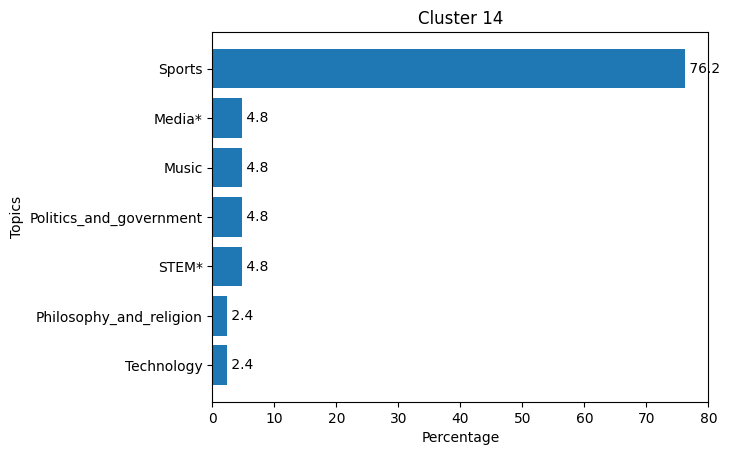 Cluster 14
Topics
Sports 76.2
Media* 4.8
Music 4.8
Politics_and_government 4.8
STEM* 4.8
Philosophy_and_religion 2.4
Technology 2.4
0 10 20 30 40 50 60 70 80
Percentage